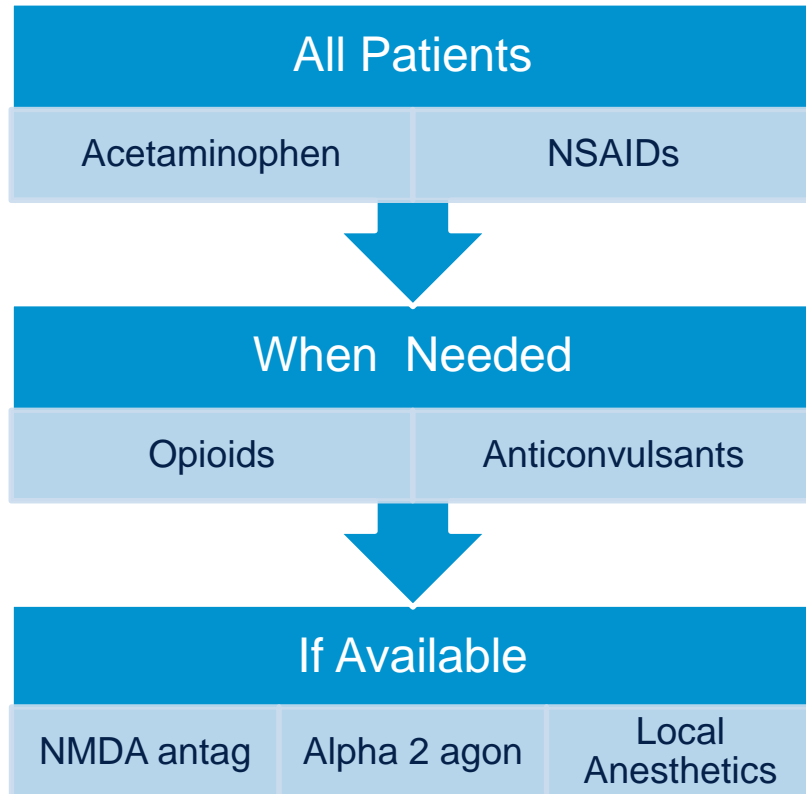 All Patients
Acetaminophen
NSAIDs
When Needed
Opioids
Anticonvulsants
If Available
NMDA antag
Alpha 2 agon
Local
Anesthetics